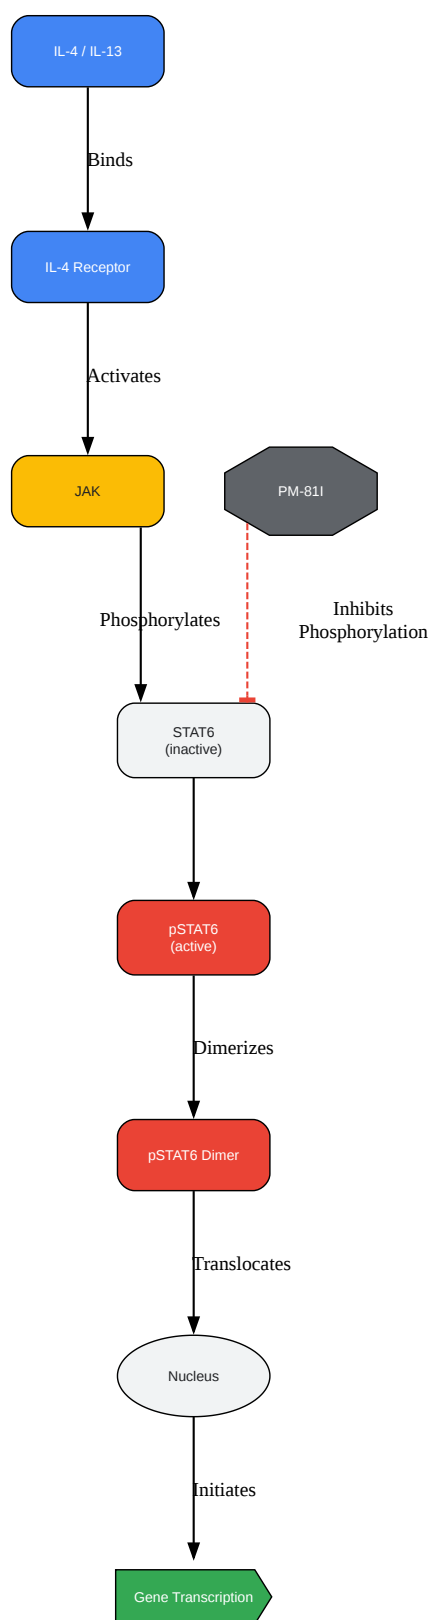 IL-4 / IL-13
Binds
IL-4 Receptor
Activates
JAK
PM-81I
Phosphorylates
Inhibits
Phosphorylation
STAT6
(inactive)
pSTAT6
(active)
Dimerizes
pSTAT6 Dimer
Translocates
Nucleus
Initiates
Gene Transcription